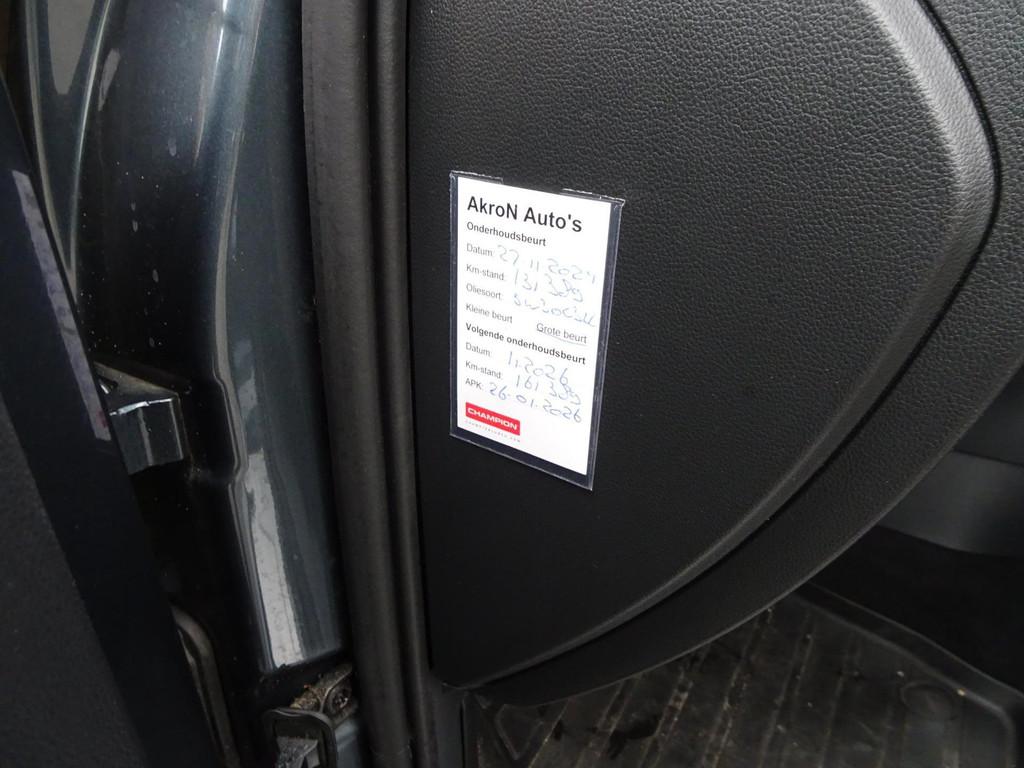 AkroN Auto's
Onderhoudsbeurt
Datum: 27.11.2024
Km-stand: 131389
Oliesoort: 5w30
Kleine beurt Grote beurt
Volgende onderhoudsbeurt
Datum: 11.2026
Km-stand: 161389
APK: 26.01.2026
CHAMPION